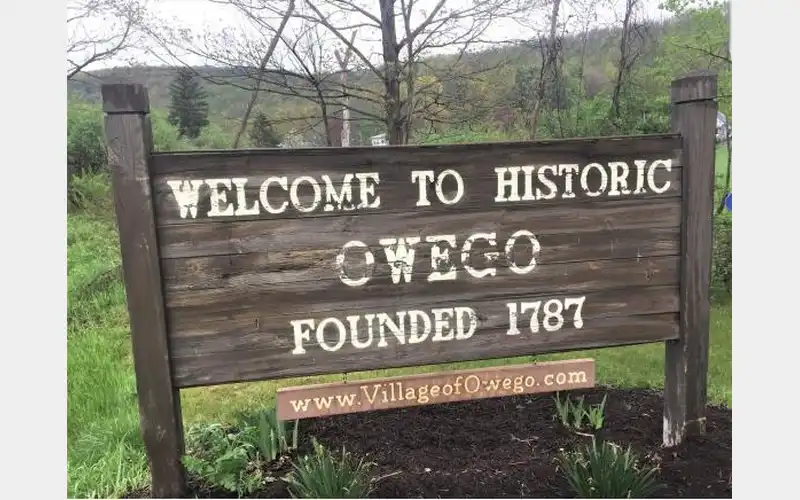 WELCOME TO HISTORIC
OWEGO
FOUNDED 1787
www.VillageofOwego.com